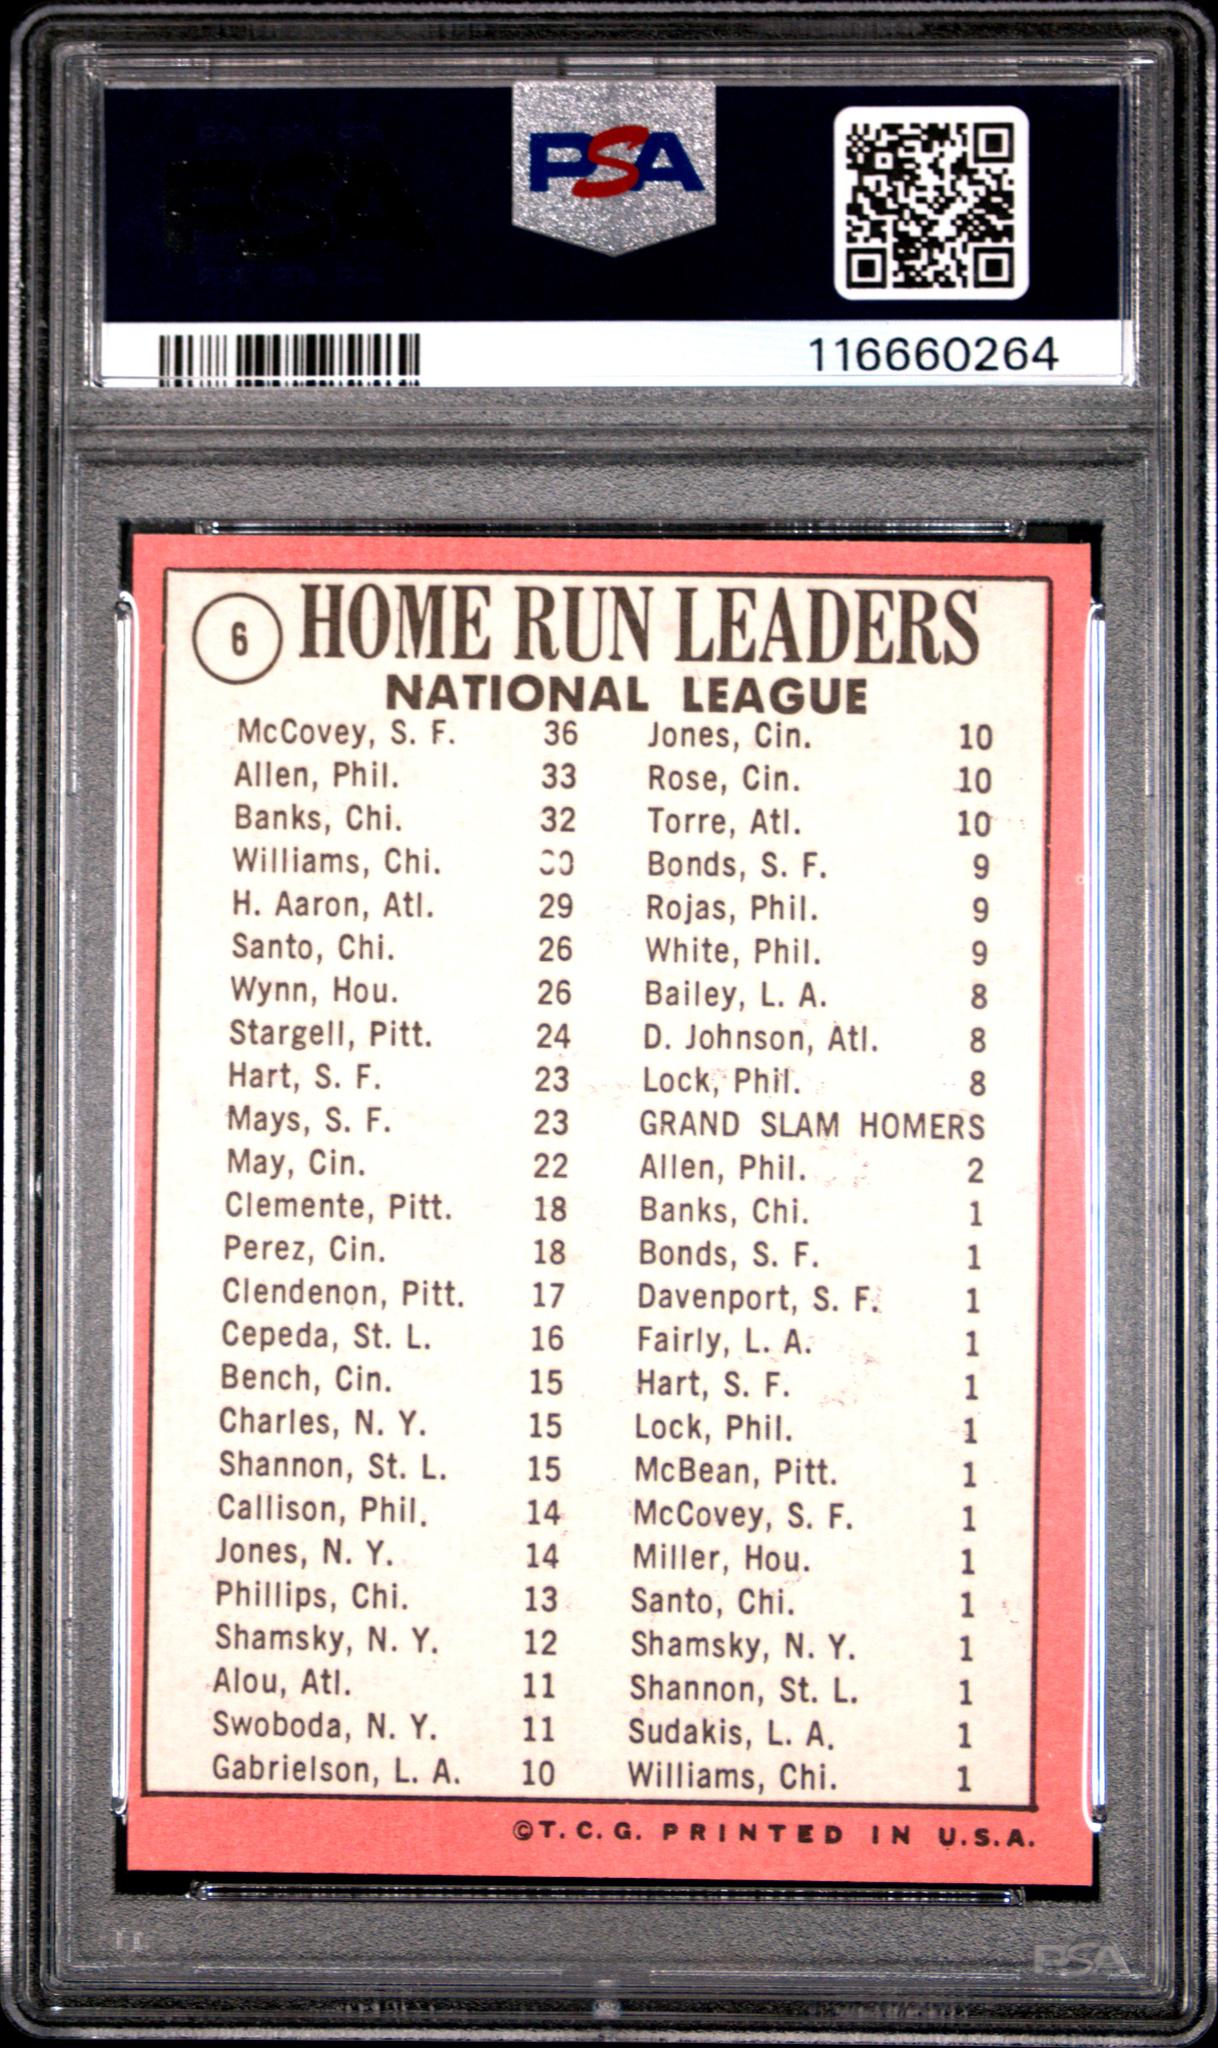 PSA
116660264
6 HOME RUN LEADERS
NATIONAL LEAGUE
McCovey, S. F. 36
Allen, Phil. 33
Banks, Chi. 32
Williams, Chi. 30
H. Aaron, Atl. 29
Santo, Chi. 26
Wynn, Hou. 26
Stargell, Pitt. 24
Hart, S. F. 23
Mays, S. F. 23
May, Cin. 22
Clemente, Pitt. 18
Perez, Cin. 18
Clendenon, Pitt. 17
Cepeda, St. L. 16
Bench, Cin. 15
Charles, N. Y. 15
Shannon, St. L. 15
Callison, Phil. 14
Jones, N. Y. 14
Phillips, Chi. 13
Shamsky, N. Y. 12
Alou, Atl. 11
Swoboda, N. Y. 11
Gabrielson, L. A. 10
Jones, Cin. 10
Rose, Cin. 10
Torre, Atl. 10
Bonds, S. F. 9
Rojas, Phil. 9
White, Phil. 9
Bailey, L. A. 8
D. Johnson, Atl. 8
Lock, Phil. 8
GRAND SLAM HOMERS
Allen, Phil. 2
Banks, Chi. 1
Bonds, S. F. 1
Davenport, S. F. 1
Fairly, L. A. 1
Hart, S. F. 1
Lock, Phil. 1
McBean, Pitt. 1
McCovey, S. F. 1
Miller, Hou. 1
Santo, Chi. 1
Shamsky, N. Y. 1
Shannon, St. L. 1
Sudakis, L. A. 1
Williams, Chi. 1
©T. C. G. PRINTED IN U.S.A.
PSA